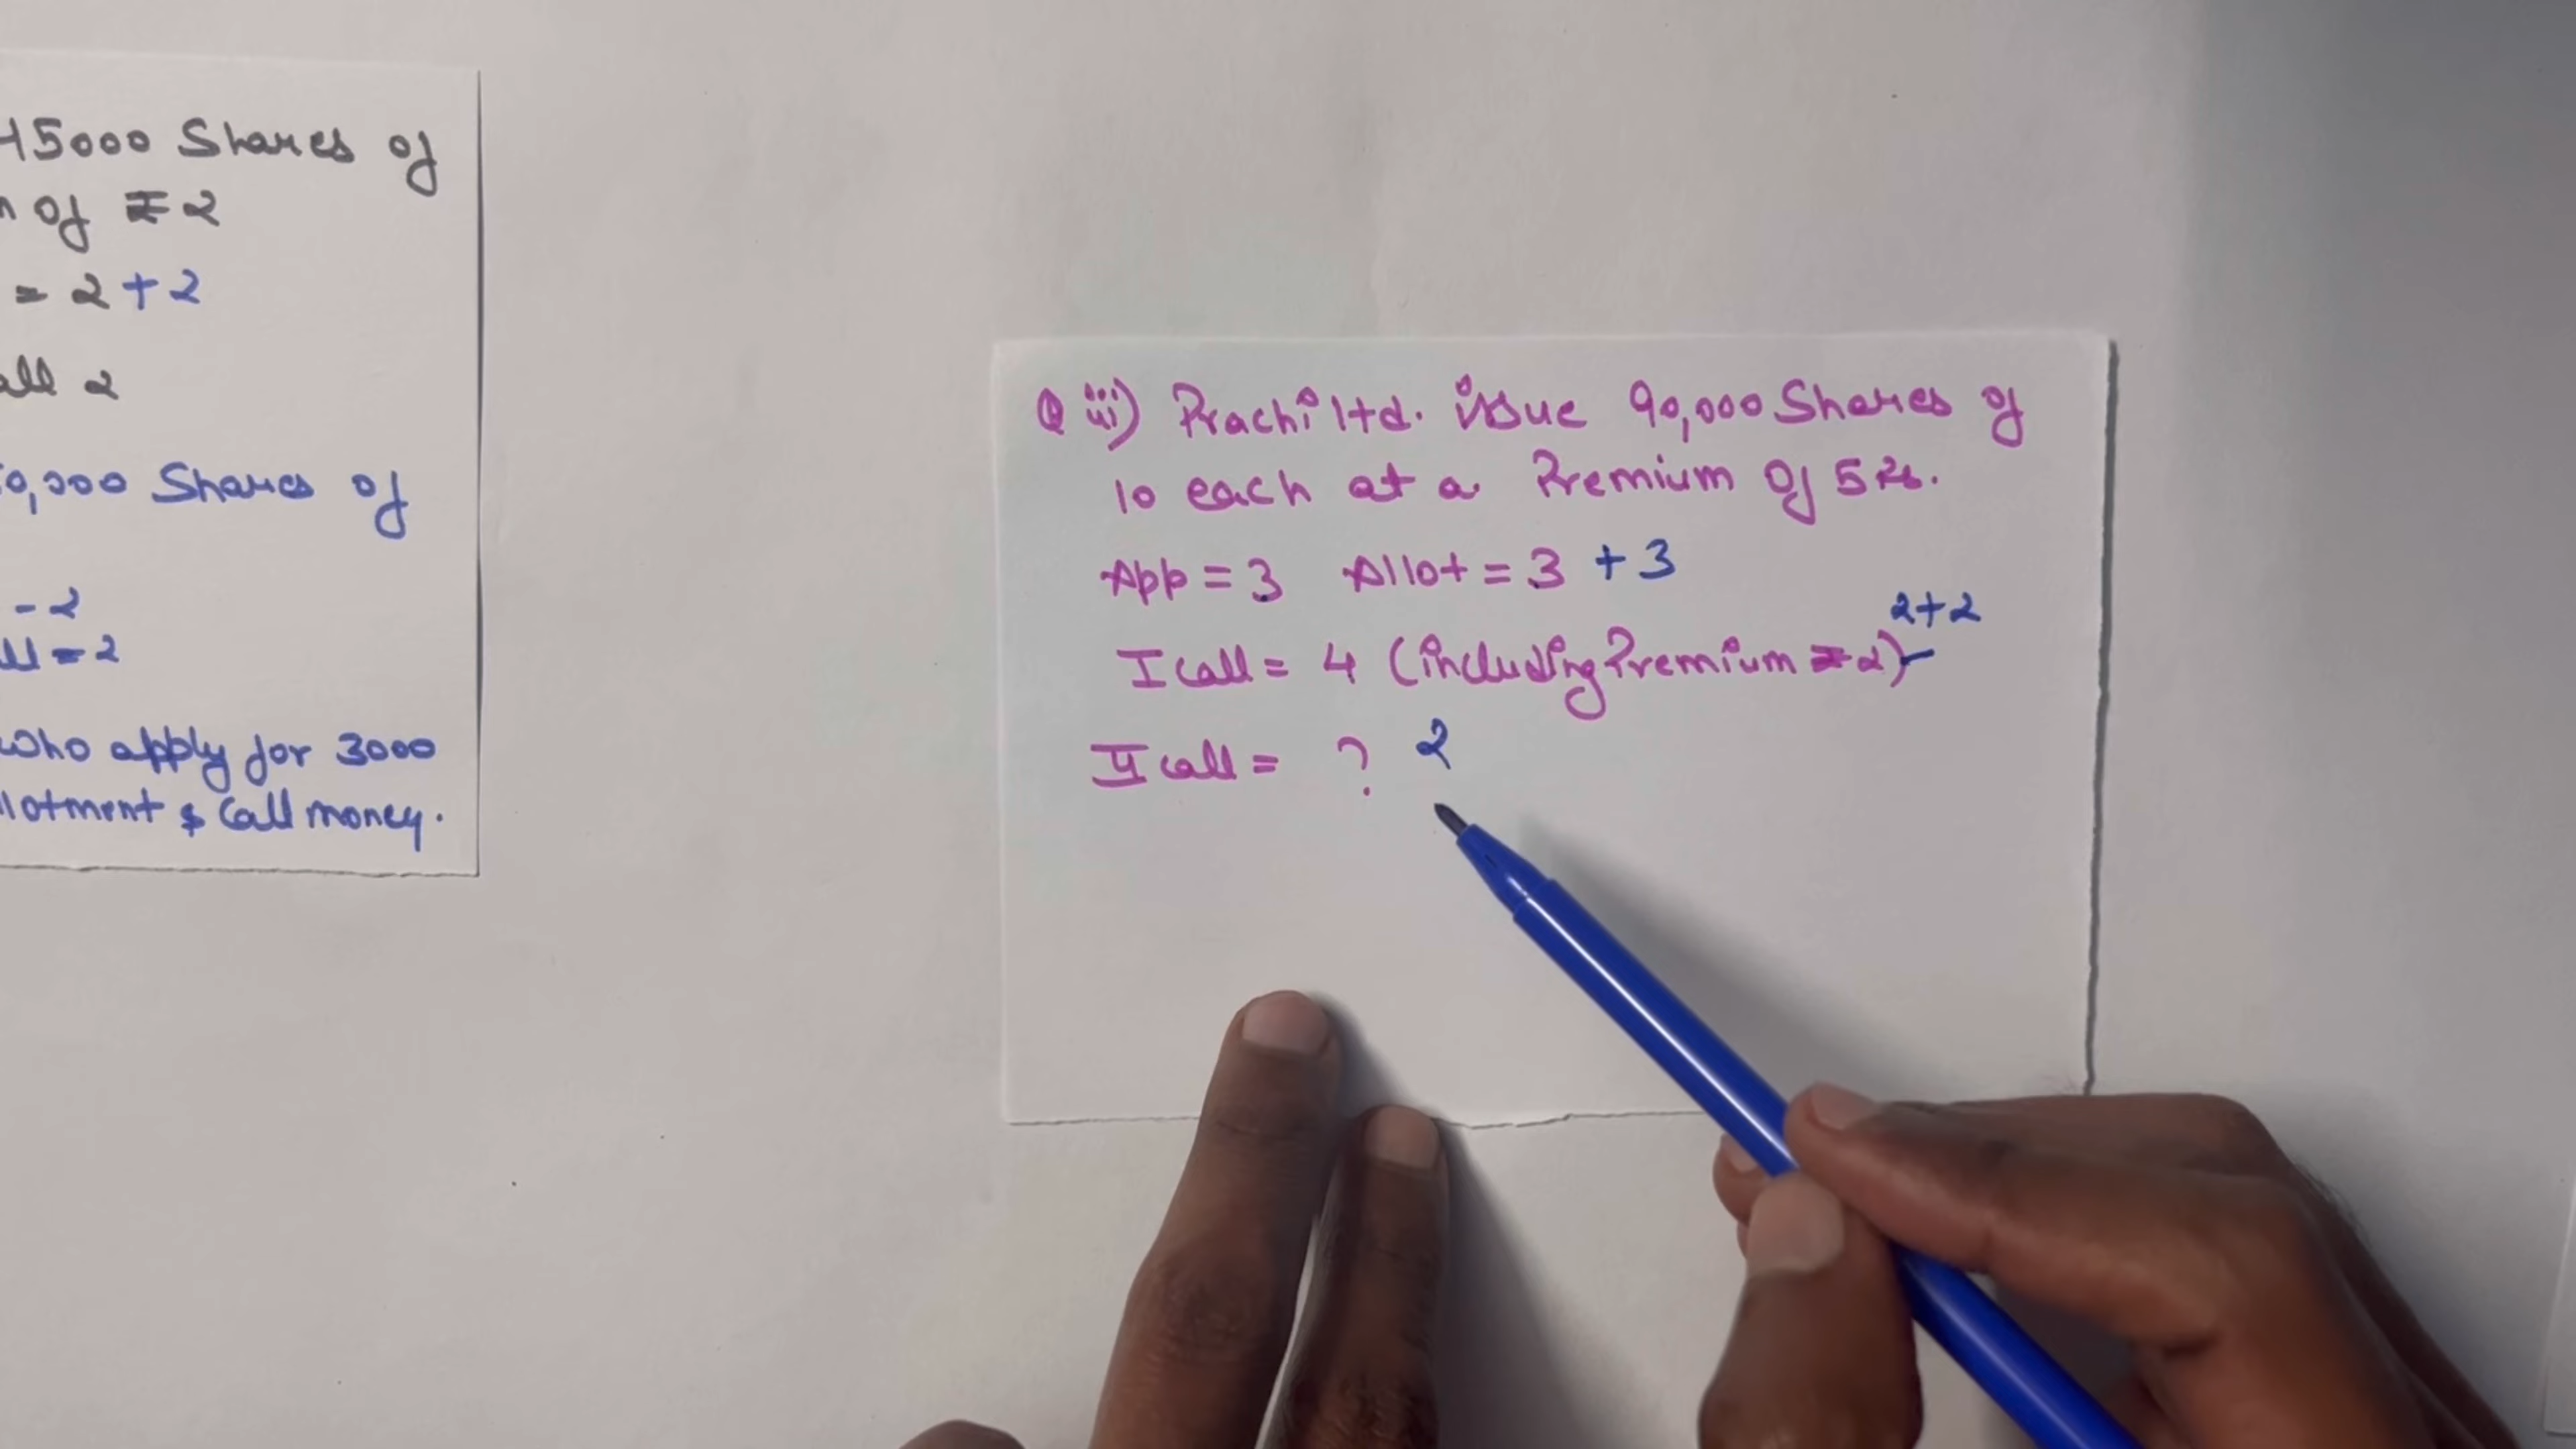 45000 Shares of
of ₹2
= 2+2
all 2
0,000 Shares of
- 2
ll = 2
who apply for 3000
lotment & Call money.
Q iii) Prachi ltd. issue 90,000 Shares of
10 each at a Premium of 5 Rs.
App = 3 Allot = 3 + 3
2+2
I call = 4 (including Premium ₹ 2)
II call = ? 2